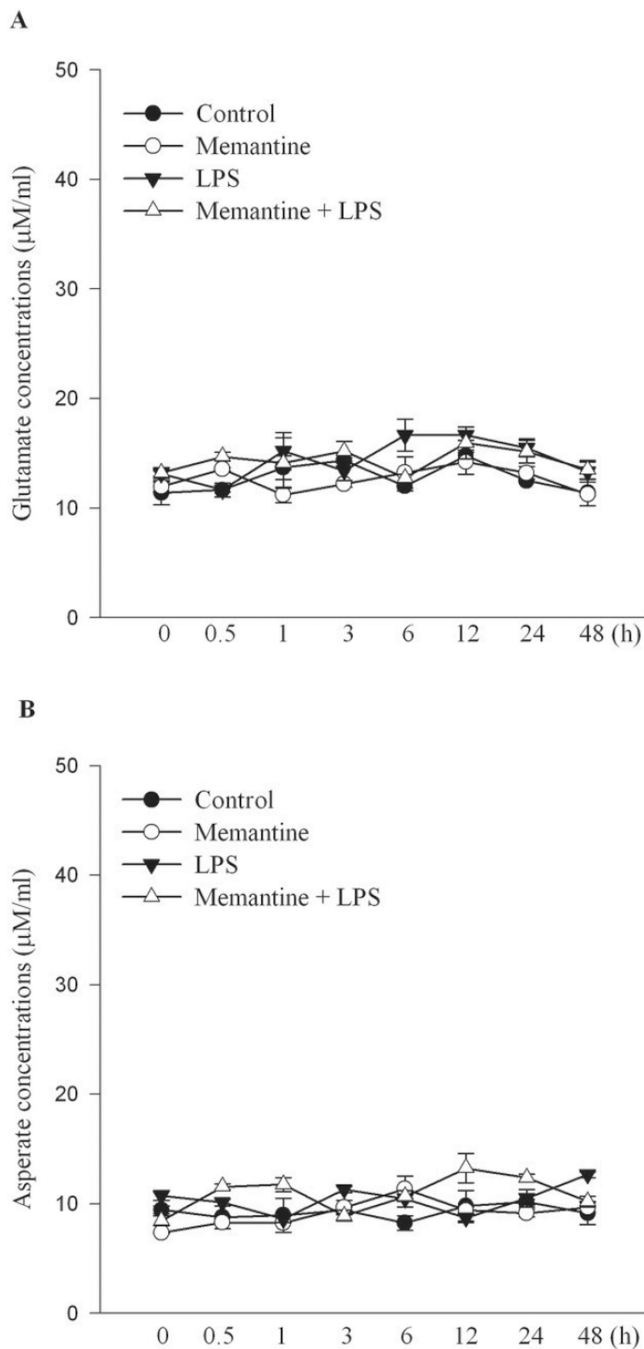 A
50
40
30
20
10
0
Glutamate concentrations (µM/ml)
Control
Memantine
LPS
Memantine + LPS
0 0.5 1 3 6 12 24 48 (h)
B
50
40
30
20
10
0
Asperate concentrations (µM/ml)
Control
Memantine
LPS
Memantine + LPS
0 0.5 1 3 6 12 24 48 (h)